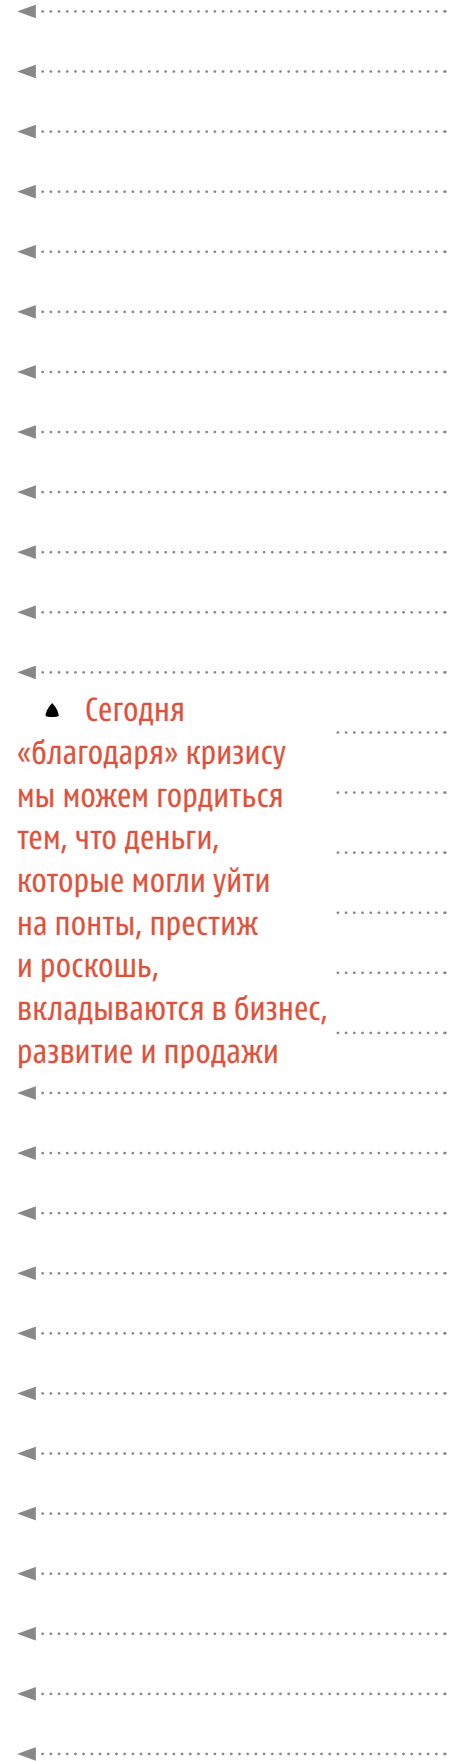 Сегодня
«благодаря» кризису
мы можем гордиться
тем, что деньги,
которые могли уйти
на понты, престиж
и роскошь,
вкладываются в бизнес,
развитие и продажи